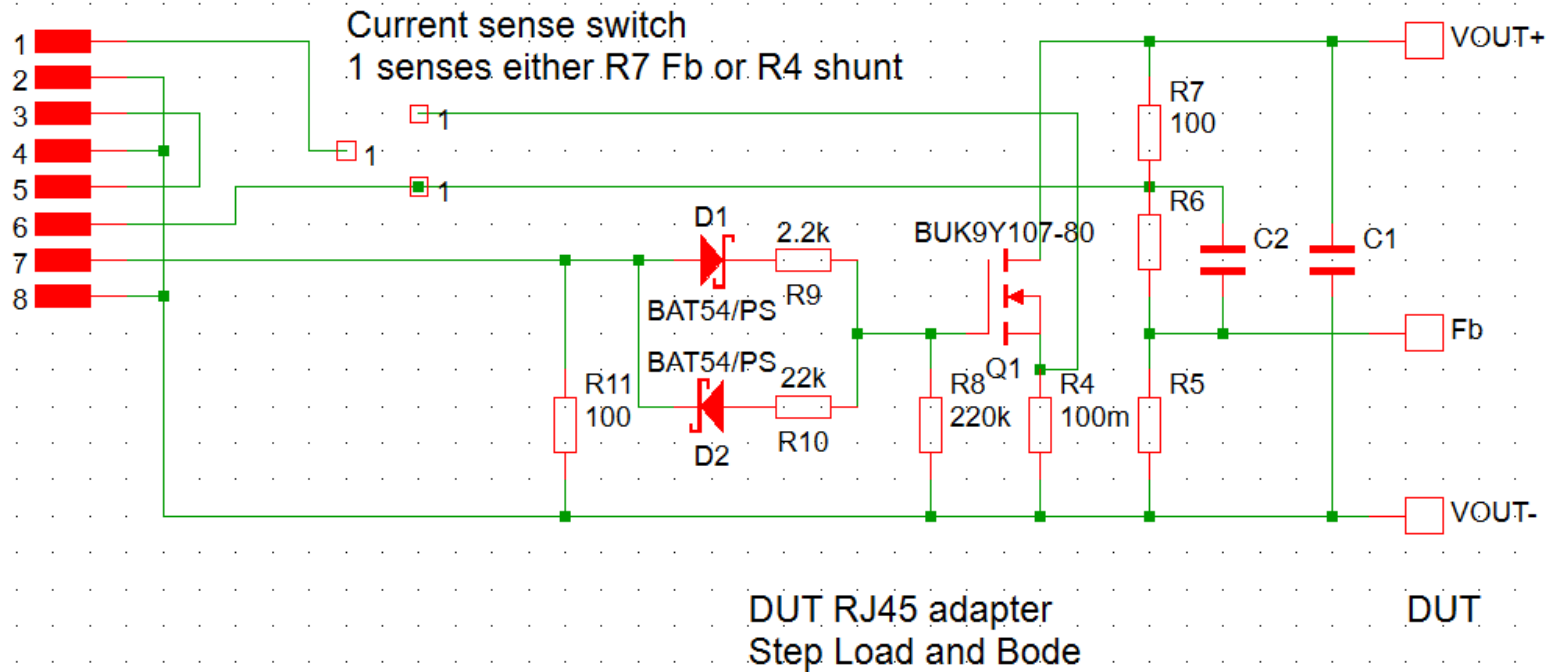 Current sense switch
1 senses either R7 Fb or R4 shunt
1
2
3
4
5
6
7
8
1
1
1
VOUT+
R7
100
R6
D1
2.2k
BUK9Y107-80
C2
C1
BAT54/PS
R9
Fb
BAT54/PS
22k
Q1
R11
100
R8
220k
R4
100m
R5
D2
R10
VOUT-
DUT RJ45 adapter
Step Load and Bode
DUT